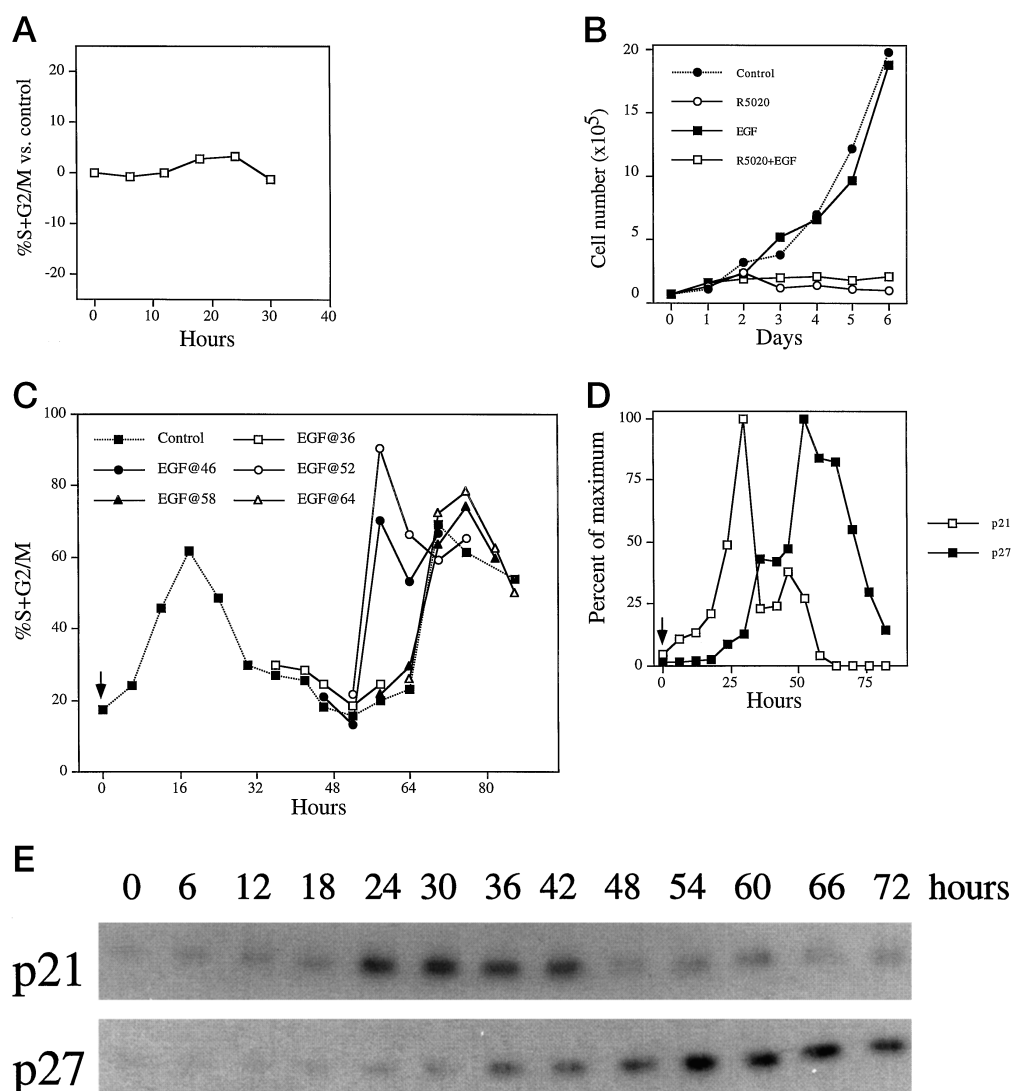 A
%S+G2/M vs. control
20
10
0
-10
-20
0 10 20 30 40
Hours
B
Cell number (x10^5)
20
15
10
5
0
Control
R5020
EGF
R5020+EGF
0 1 2 3 4 5 6
Days
C
%S+G2/M
100
80
60
40
20
0
Control EGF@36
EGF@46 EGF@52
EGF@58 EGF@64
0 16 32 48 64 80
Hours
D
Percent of maximum
100
75
50
25
0
0 25 50 75
Hours
p21
p27
E
0 6 12 18 24 30 36 42 48 54 60 66 72 hours
p21
p27